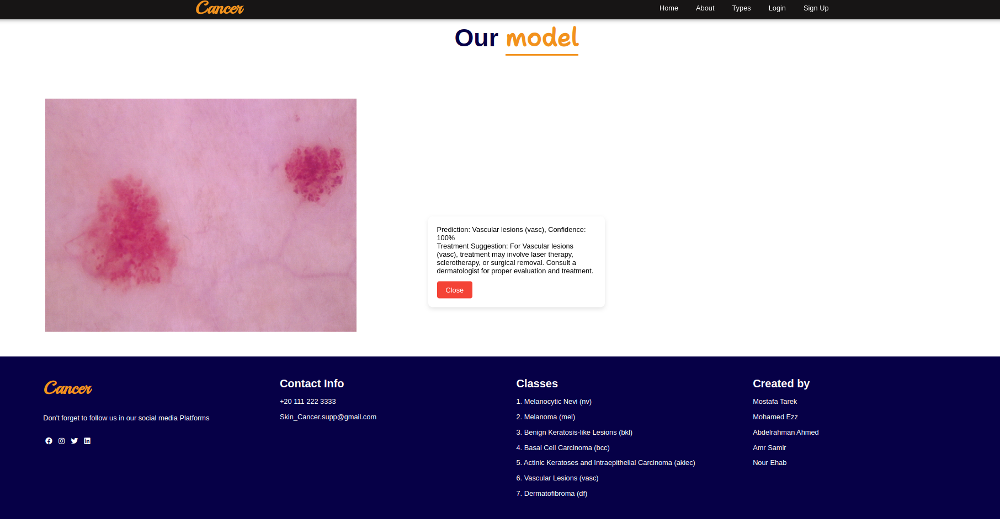 Cancer
Home About Types Login Sign Up
Our model
Prediction: Vascular lesions (vasc), Confidence:
100%
Treatment Suggestion: For Vascular lesions
(vasc), treatment may involve laser therapy,
sclerotherapy, or surgical removal. Consult a
dermatologist for proper evaluation and treatment.
Close
Cancer
Don't forget to follow us in our social media Platforms
Contact Info
+20 111 222 3333
Skin_Cancer.supp@gmail.com
Classes
1. Melanocytic Nevi (nv)
2. Melanoma (mel)
3. Benign Keratosis-like Lesions (bkl)
4. Basal Cell Carcinoma (bcc)
5. Actinic Keratoses and Intraepithelial Carcinoma (akiec)
6. Vascular Lesions (vasc)
7. Dermatofibroma (df)
Created by
Mostafa Tarek
Mohamed Ezz
Abdelrahman Ahmed
Amr Samir
Nour Ehab